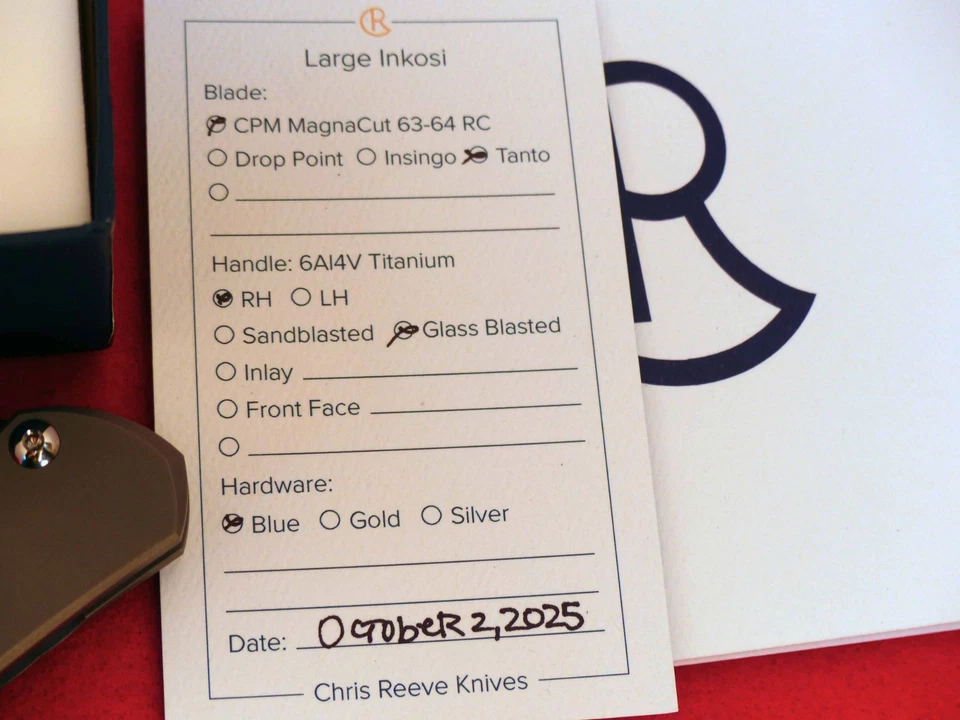 Large Inkosi
Blade:
CPM MagnaCut 63-64 RC
Drop Point Insingo Tanto
Handle: 6Al4V Titanium
RH LH
Sandblasted Glass Blasted
Inlay
Front Face
Hardware:
Blue Gold Silver
Date: October 2, 2025
Chris Reeve Knives